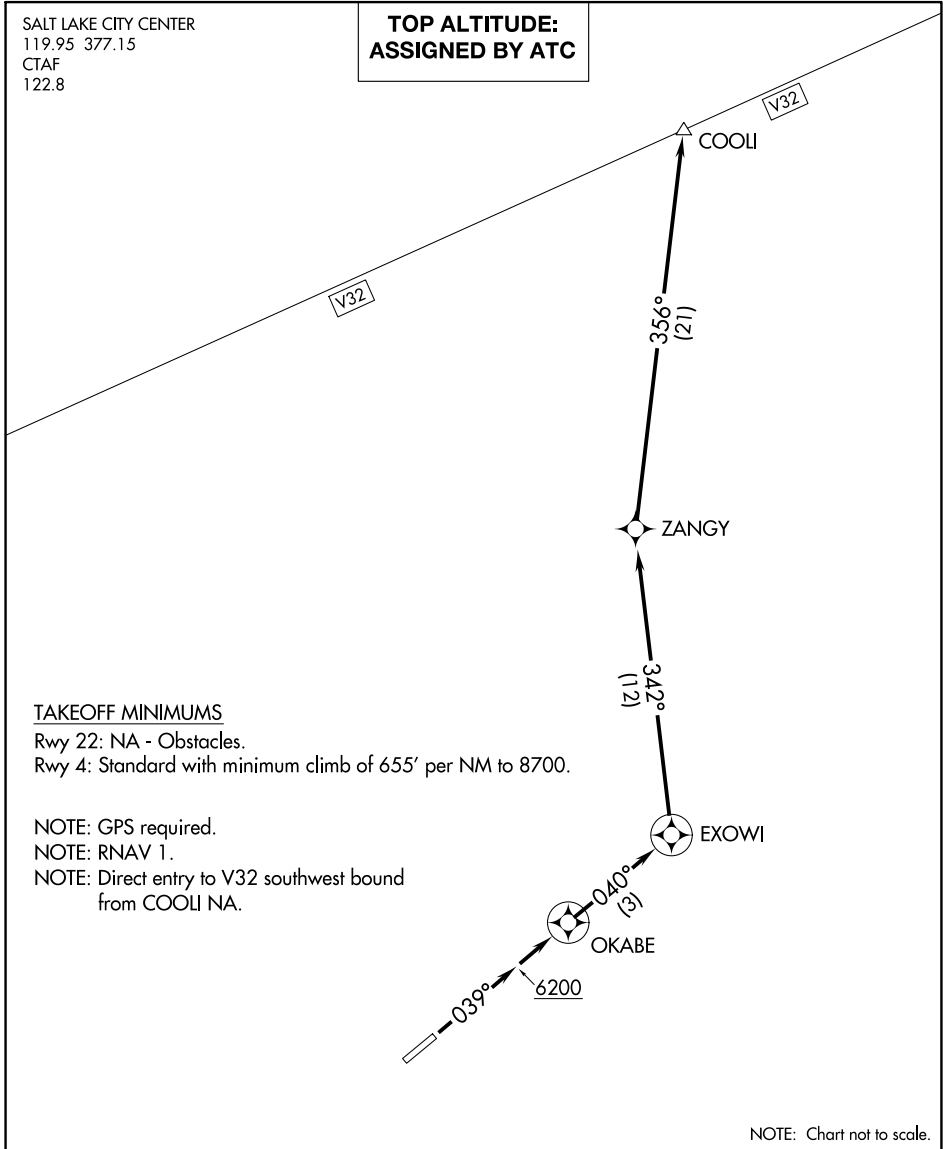 SALT LAKE CITY CENTER
119.95 377.15
CTAF
122.8
TOP ALTITUDE:
ASSIGNED BY ATC
V32
COOLI
V32
356°
(21)
ZANGY
342°
(12)
TAKEOFF MINIMUMS
Rwy 22: NA - Obstacles.
Rwy 4: Standard with minimum climb of 655' per NM to 8700.
NOTE: GPS required.
NOTE: RNAV 1.
NOTE: Direct entry to V32 southwest bound
from COOLI NA.
EXOWI
040°
(3)
OKABE
6200
039°
NOTE: Chart not to scale.